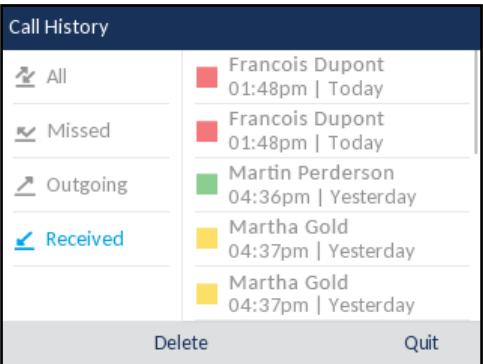 Call History
All
Missed
Outgoing
Received
Francois Dupont
01:48pm | Today
Francois Dupont
01:48pm | Today
Martin Perderson
04:36pm | Yesterday
Martha Gold
04:37pm | Yesterday
Martha Gold
04:37pm | Yesterday
Delete
Quit